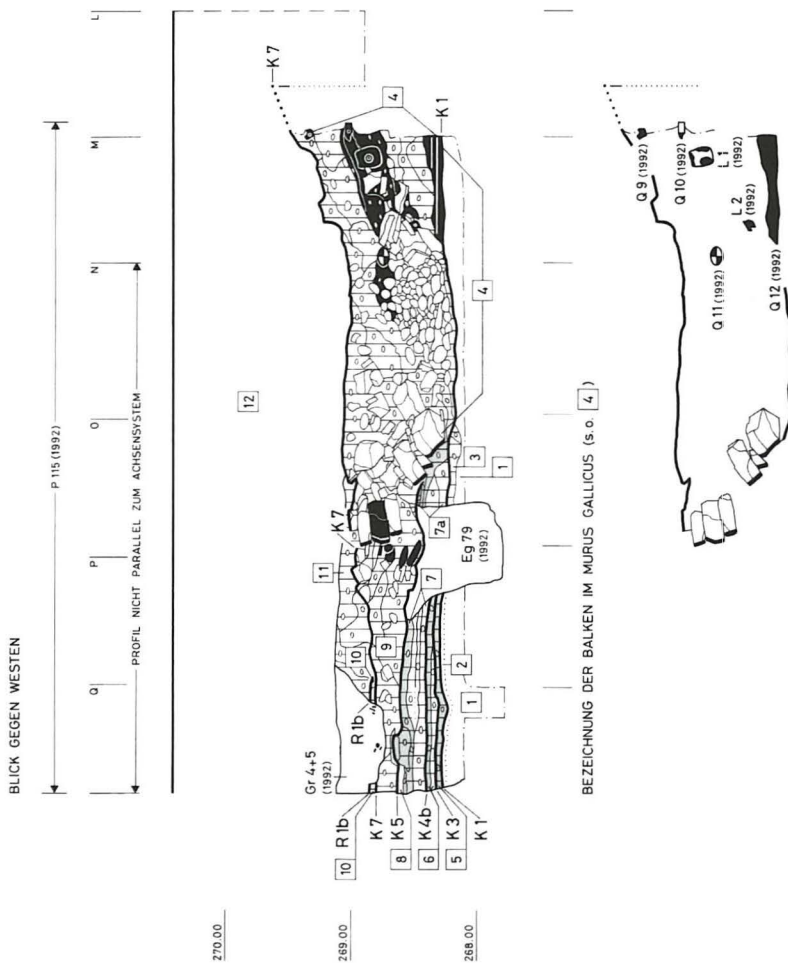 BLICK GEGEN WESTEN
P 115 (1992)
L
M
N
O
P
Q
PROFIL NICHT PARALLEL ZUM ACHSENSYSTEM
270.00
269.00
268.00
12
K 7
4
K 1
4
K 7
11
10
9
R 1b
Gr 4+5
(1992)
R 1b
10
K 7
K 5
8
K 4b
6
K 3
5
K 1
3
1
7a
Eg 79
(1992)
7
2
1
BEZEICHNUNG DER BALKEN IM MURUS GALLICUS (s. o. 4)
Q 9 (1992)
Q 10 (1992)
L 1
(1992)
L 2
(1992)
Q 11 (1992)
Q 12 (1992)